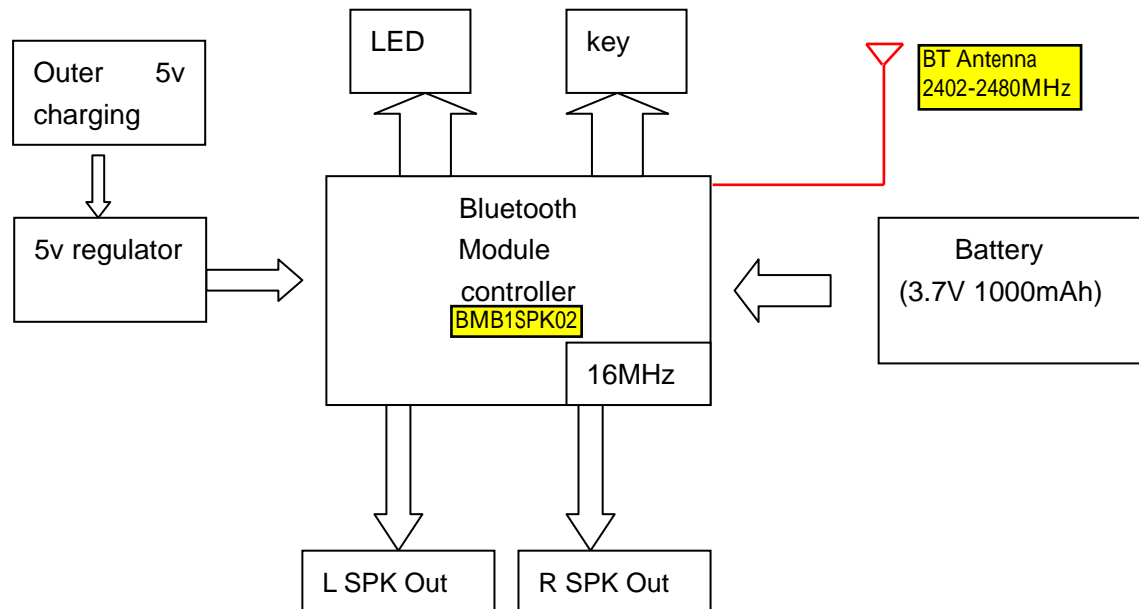 LED
key
BT Antenna
2402-2480MHz
Outer 5v
charging
Bluetooth
Module
controller
BMB1SPK02
5v regulator
Battery
(3.7V 1000mAh)
16MHz
L SPK Out
R SPK Out